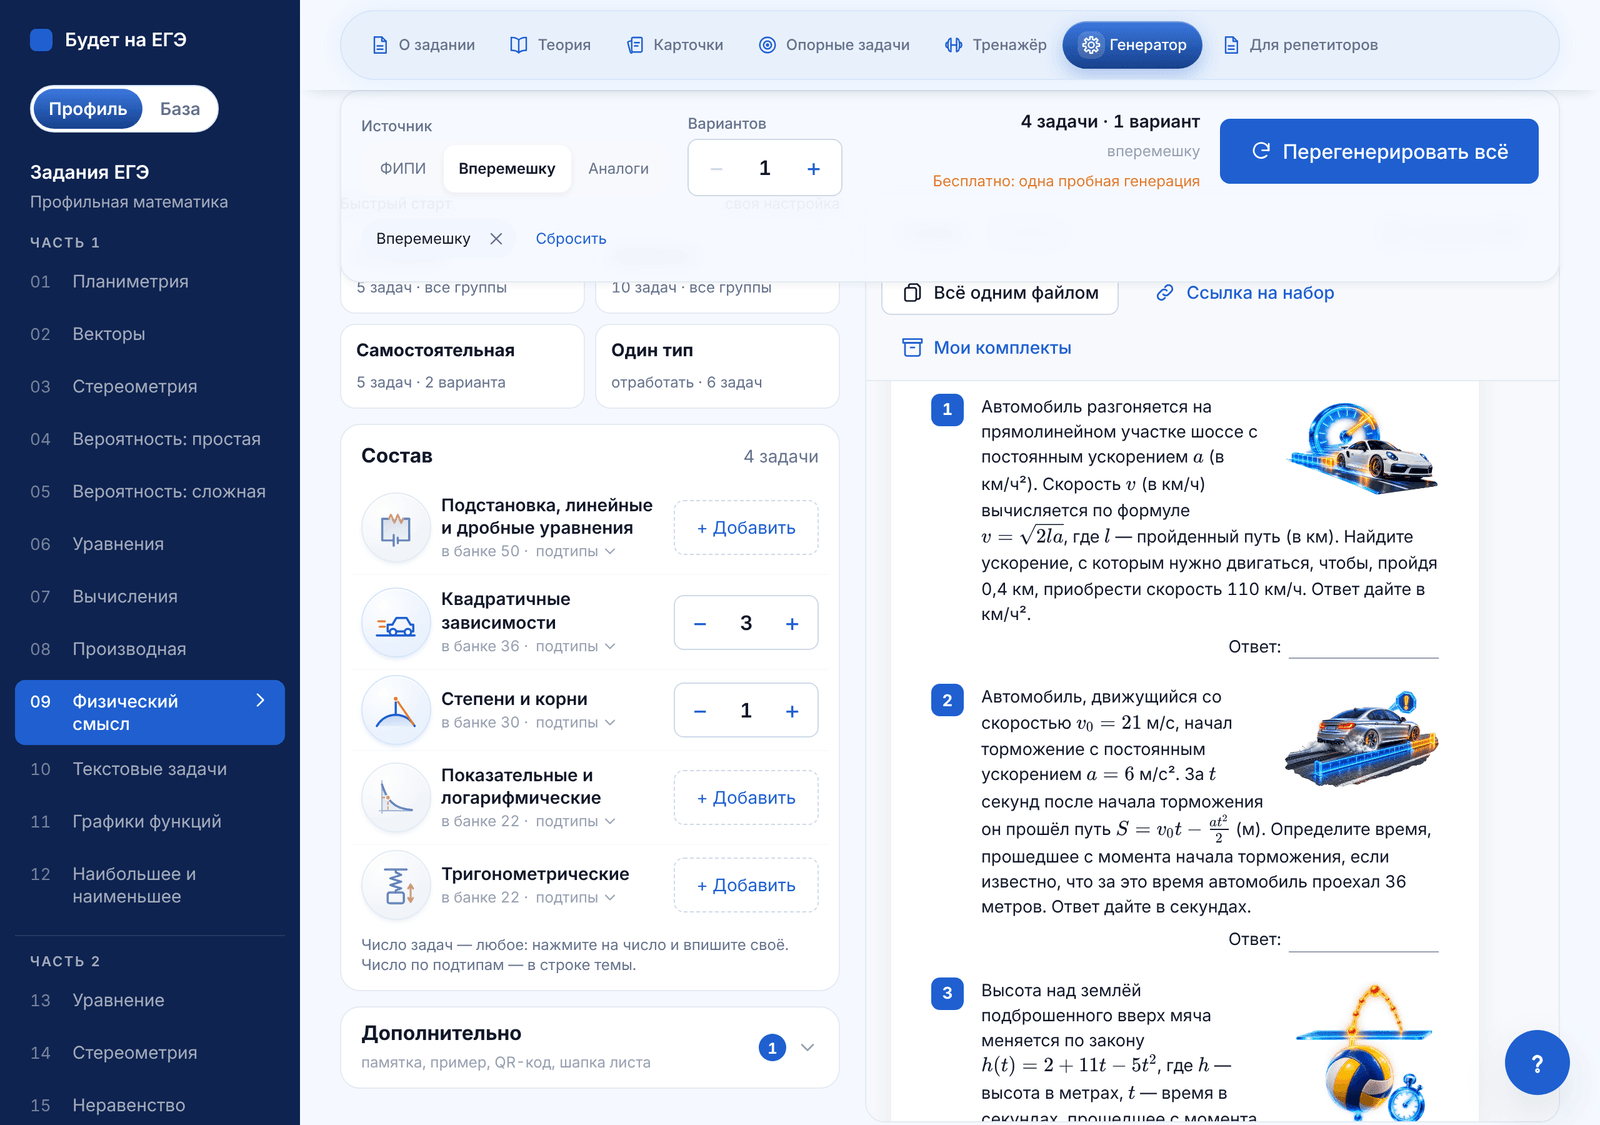 Будет на ЕГЭ
Профиль
База
Задания ЕГЭ
Профильная математика
ЧАСТЬ 1
01 Планиметрия
02 Векторы
03 Стереометрия
04 Вероятность: простая
05 Вероятность: сложная
06 Уравнения
07 Вычисления
08 Производная
09 Физический
смысл
10 Текстовые задачи
11 Графики функций
12 Наибольшее и
наименьшее
ЧАСТЬ 2
13 Уравнение
14 Стереометрия
15 Неравенство
О задании
Теория
Карточки
Опорные задачи
Тренажёр
Генератор
Для репетиторов
Источник
ФИПИ
Вперемешку
Аналоги
Вариантов
− 1 +
4 задачи · 1 вариант
вперемешку
Бесплатно: одна пробная генерация
Перегенерировать всё
Быстрый старт
своя настройка
Вперемешку
Сбросить
5 задач · все группы
10 задач · все группы
Самостоятельная
5 задач · 2 варианта
Один тип
отработать · 6 задач
Состав
4 задачи
Подстановка, линейные
и дробные уравнения
в банке 50 · подтипы
+ Добавить
Квадратичные
зависимости
в банке 36 · подтипы
− 3 +
Степени и корни
в банке 30 · подтипы
− 1 +
Показательные и
логарифмические
в банке 22 · подтипы
+ Добавить
Тригонометрические
в банке 22 · подтипы
+ Добавить
Число задач — любое: нажмите на число и впишите своё.
Число по подтипам — в строке темы.
Дополнительно
памятка, пример, QR-код, шапка листа
1
Всё одним файлом
Ссылка на набор
Мои комплекты
1 Автомобиль разгоняется на
прямолинейном участке шоссе с
постоянным ускорением a (в
км/ч²). Скорость v (в км/ч)
вычисляется по формуле
v = √2la, где l — пройденный путь (в км). Найдите
ускорение, с которым нужно двигаться, чтобы, пройдя
0,4 км, приобрести скорость 110 км/ч. Ответ дайте в
км/ч².
Ответ:
2 Автомобиль, движущийся со
скоростью v₀ = 21 м/с, начал
торможение с постоянным
ускорением a = 6 м/с². За t
секунд после начала торможения
он прошёл путь S = v₀t − at²/2 (м). Определите время,
прошедшее с момента начала торможения, если
известно, что за это время автомобиль проехал 36
метров. Ответ дайте в секундах.
Ответ:
3 Высота над землёй
подброшенного вверх мяча
меняется по закону
h(t) = 2 + 11t − 5t², где h —
высота в метрах, t — время в
секундах, прошедшее с момента
?